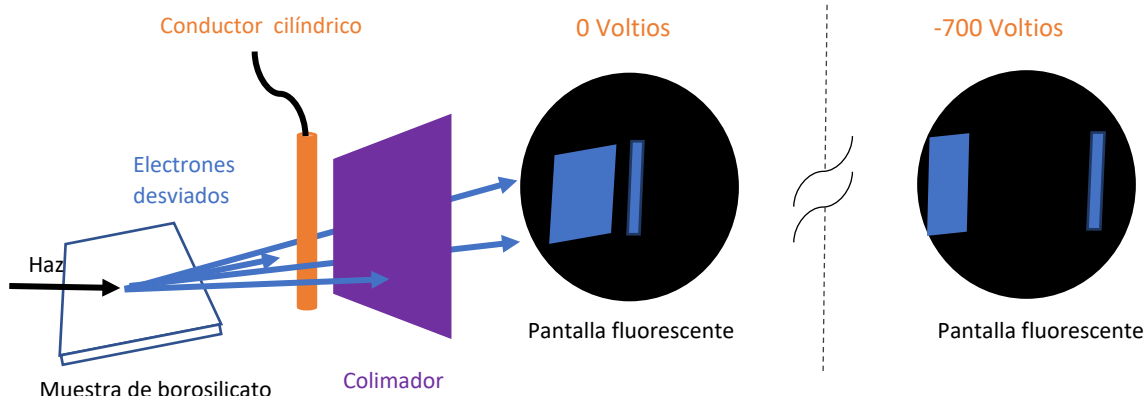 Conductor cilíndrico
0 Voltios
-700 Voltios
Electrones
desviados
Haz
Pantalla fluorescente
Pantalla fluorescente
Colimador
Muestra de borosilicato